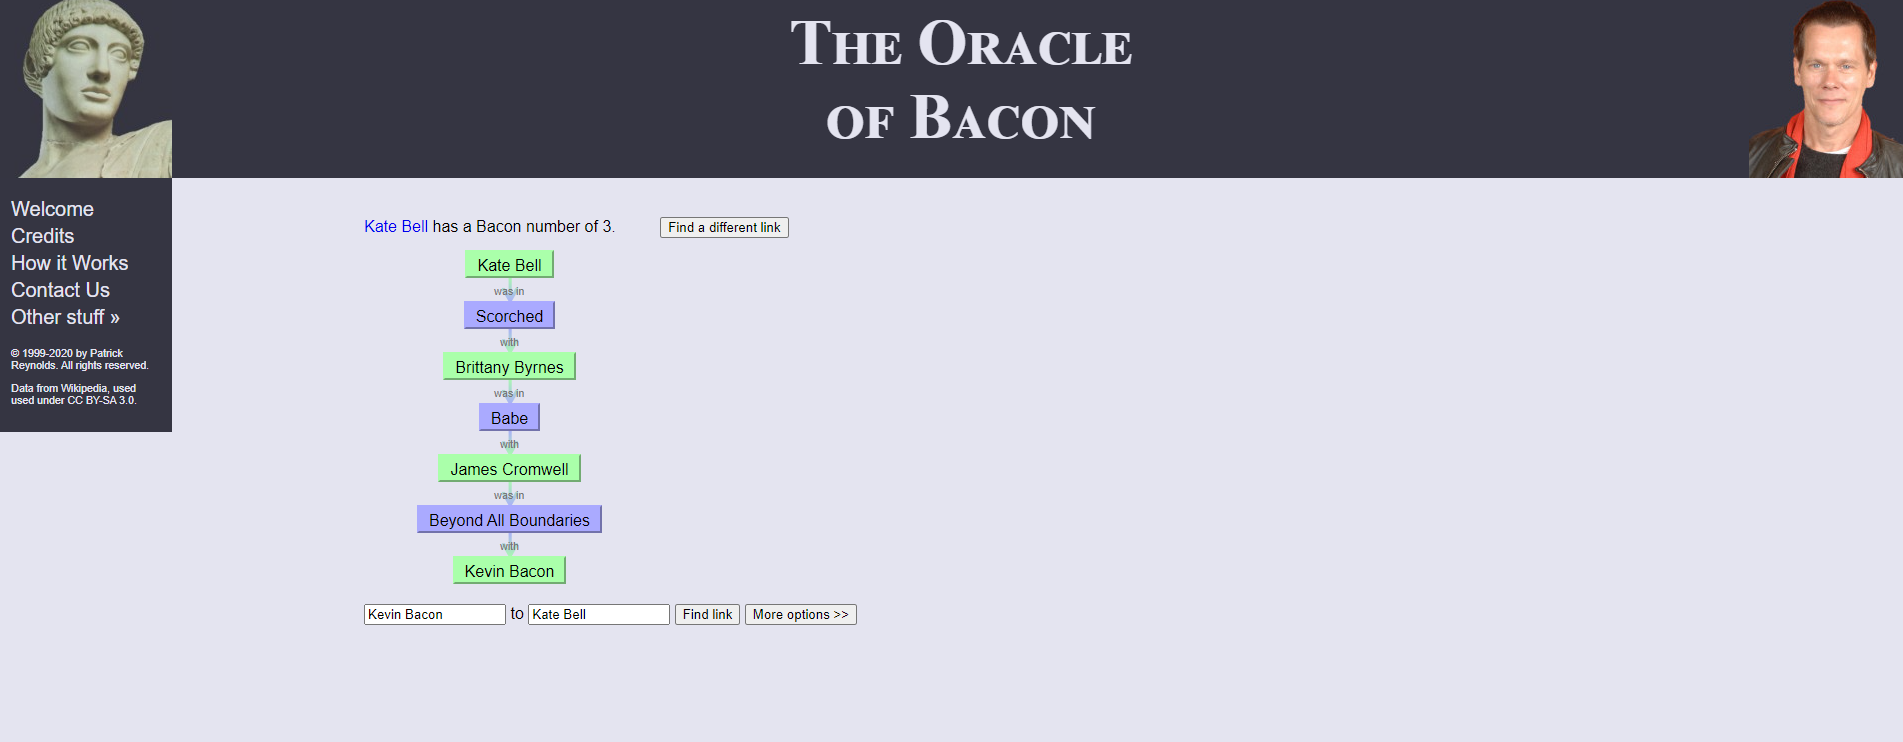 The Oracle
of Bacon
Welcome
Credits
How it Works
Contact Us
Other stuff »
© 1999-2020 by Patrick
Reynolds. All rights reserved.
Data from Wikipedia, used
used under CC BY-SA 3.0.
Kate Bell has a Bacon number of 3. Find a different link
Kate Bell
was in
Scorched
with
Brittany Byrnes
was in
Babe
with
James Cromwell
was in
Beyond All Boundaries
with
Kevin Bacon
Kevin Bacon to Kate Bell Find link More options >>